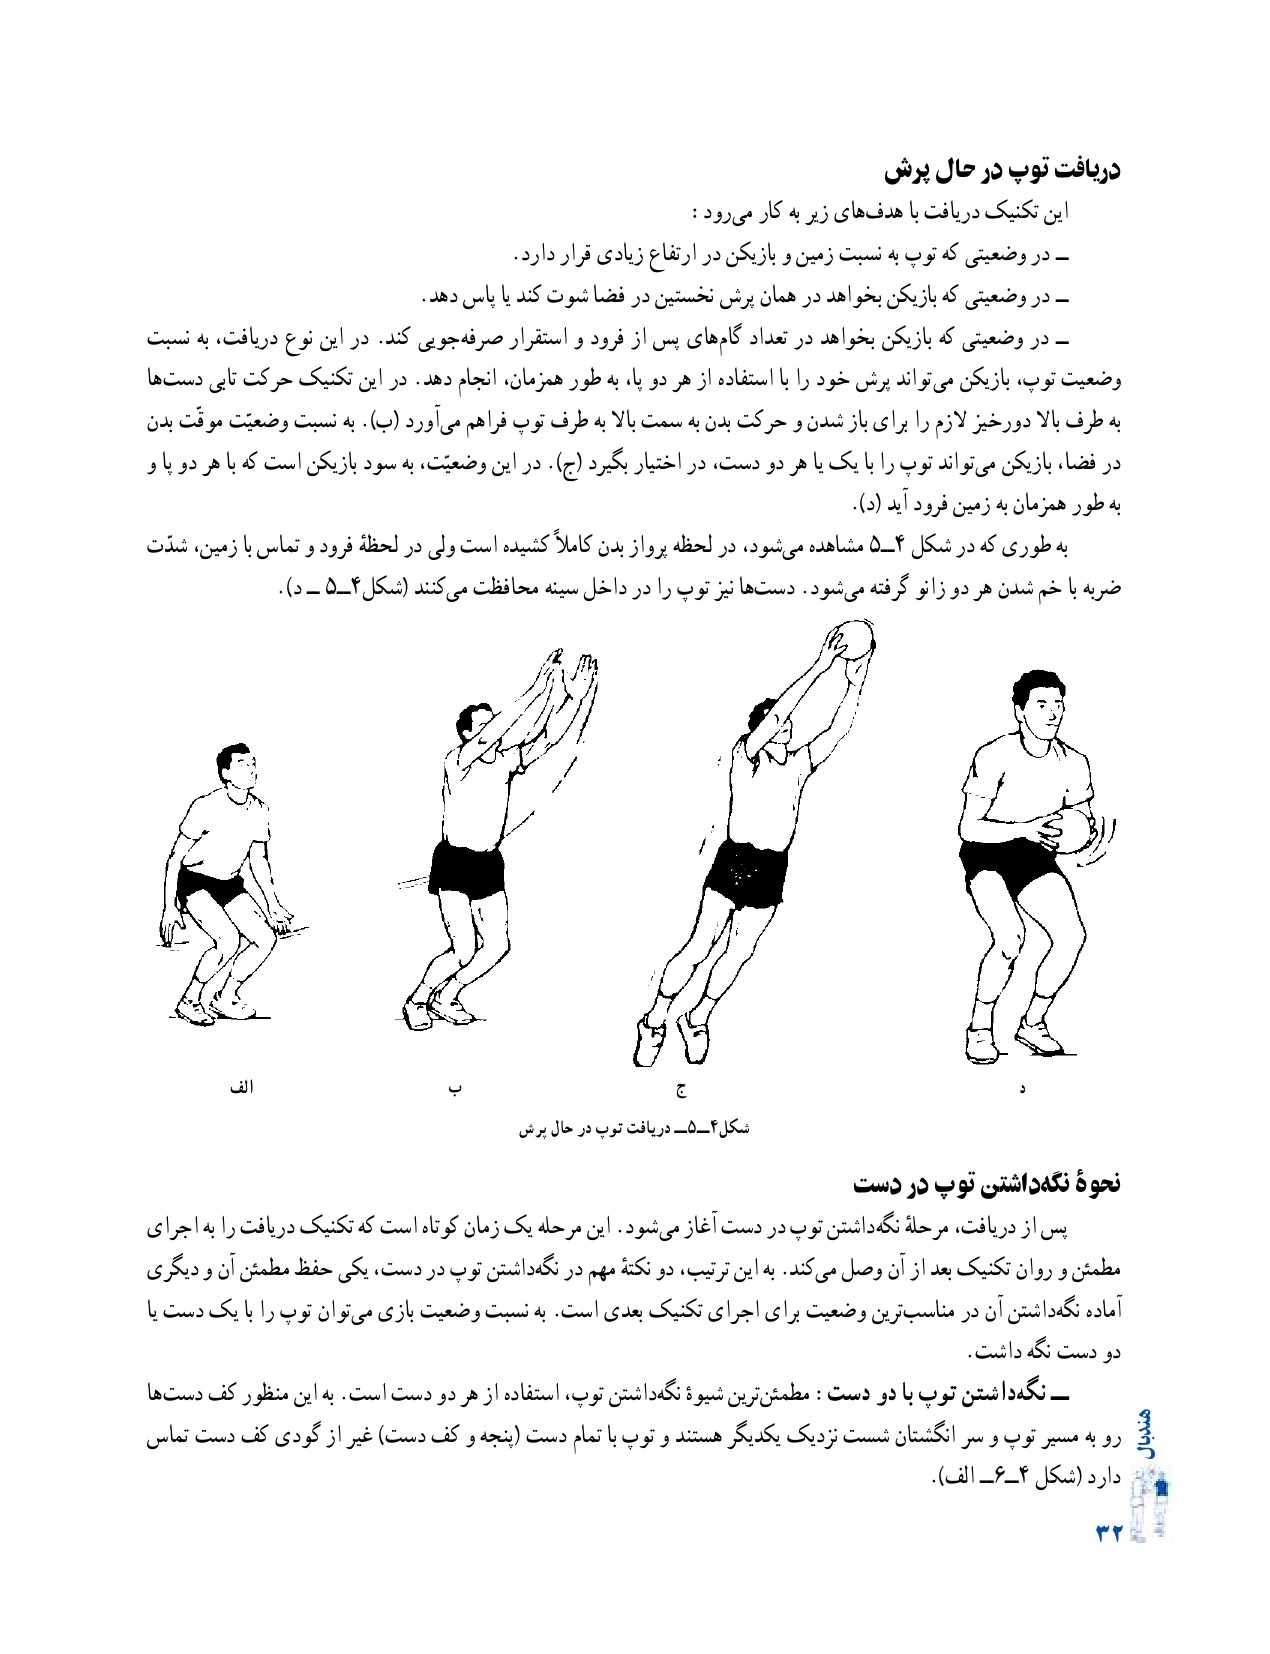 دریافت توپ در حال پرش
این تکنیک دریافت با هدف‌های زیر به کار می‌رود :
ــ در وضعیتی که توپ به نسبت زمین و بازیکن در ارتفاع زیادی قرار دارد.
ــ در وضعیتی که بازیکن بخواهد در همان پرش نخستین در فضا شوت کند یا پاس دهد.
ــ در وضعیتی که بازیکن بخواهد در تعداد گام‌های پس از فرود و استقرار صرفه‌جویی کند. در این نوع دریافت، به نسبت
وضعیت توپ، بازیکن می‌تواند پرش خود را با استفاده از هر دو پا، به طور همزمان، انجام دهد. در این تکنیک حرکت تابی دست‌ها
به طرف بالا دورخیز لازم را برای باز شدن و حرکت بدن به سمت بالا به طرف توپ فراهم می‌آورد (ب). به نسبت وضعیّت موقّت بدن
در فضا، بازیکن می‌تواند توپ را با یک یا هر دو دست، در اختیار بگیرد (ج). در این وضعیّت، به سود بازیکن است که با هر دو پا و
به طور همزمان به زمین فرود آید (د).
به طوری که در شکل ۴ــ۵ مشاهده می‌شود، در لحظه پرواز بدن کاملاً کشیده است ولی در لحظهٔ فرود و تماس با زمین، شدّت
ضربه با خم شدن هر دو زانو گرفته می‌شود. دست‌ها نیز توپ را در داخل سینه محافظت می‌کنند (شکل۴ــ۵ ــ د).
د
ج
ب
الف
شکل۴ــ۵ــ دریافت توپ در حال پرش
نحوهٔ نگه‌داشتن توپ در دست
پس از دریافت، مرحلهٔ نگه‌داشتن توپ در دست آغاز می‌شود. این مرحله یک زمان کوتاه است که تکنیک دریافت را به اجرای
مطمئن و روان تکنیک بعد از آن وصل می‌کند. به این ترتیب، دو نکتهٔ مهم در نگه‌داشتن توپ در دست، یکی حفظ مطمئن آن و دیگری
آماده نگه‌داشتن آن در مناسب‌ترین وضعیت برای اجرای تکنیک بعدی است. به نسبت وضعیت بازی می‌توان توپ را با یک دست یا
دو دست نگه داشت.
ــ نگه‌داشتن توپ با دو دست : مطمئن‌ترین شیوهٔ نگه‌داشتن توپ، استفاده از هر دو دست است. به این منظور کف دست‌ها
رو به مسیر توپ و سر انگشتان شست نزدیک یکدیگر هستند و توپ با تمام دست (پنجه و کف دست) غیر از گودی کف دست تماس
دارد (شکل ۴ــ۶ــ الف).
هندبال
۳۲